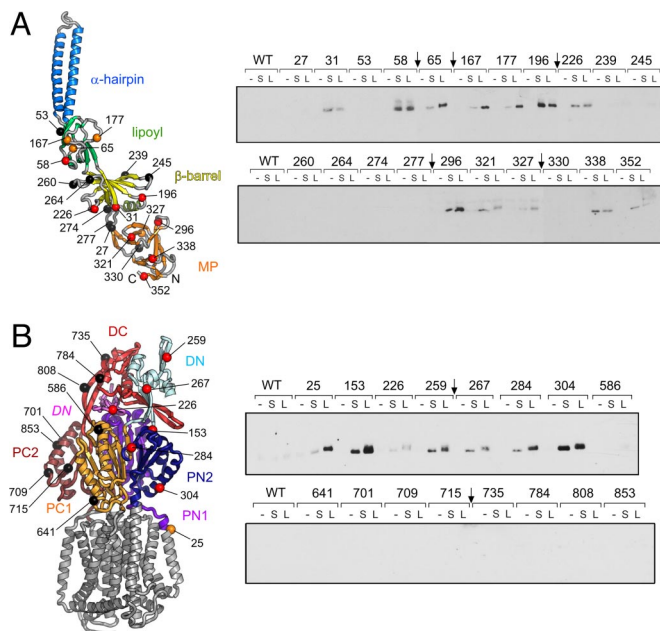 A
α-hairpin
53
177
167
lipoyl
65
58
239
245
β-barrel
260
264
196
226
327
274
31
296
277
27
338
321
330
MP
C
N
352
WT 27 31 53 58 65 167 177 196 226 239 245
- S L - S L - S L - S L - S L - S L - S L - S L - S L - S L - S L - S L
WT 260 264 274 277 296 321 327 330 338 352
- S L - S L - S L - S L - S L - S L - S L - S L - S L - S L - S L
B
735
DC
259
784
DN
808
267
586
226
DN
701
153
853
284
PC2
PN2
709
304
715
PC1
PN1
641
25
WT 25 153 226 259 267 284 304 586
- S L - S L - S L - S L - S L - S L - S L - S L - S L
WT 641 701 709 715 735 784 808 853
- S L - S L - S L - S L - S L - S L - S L - S L - S L